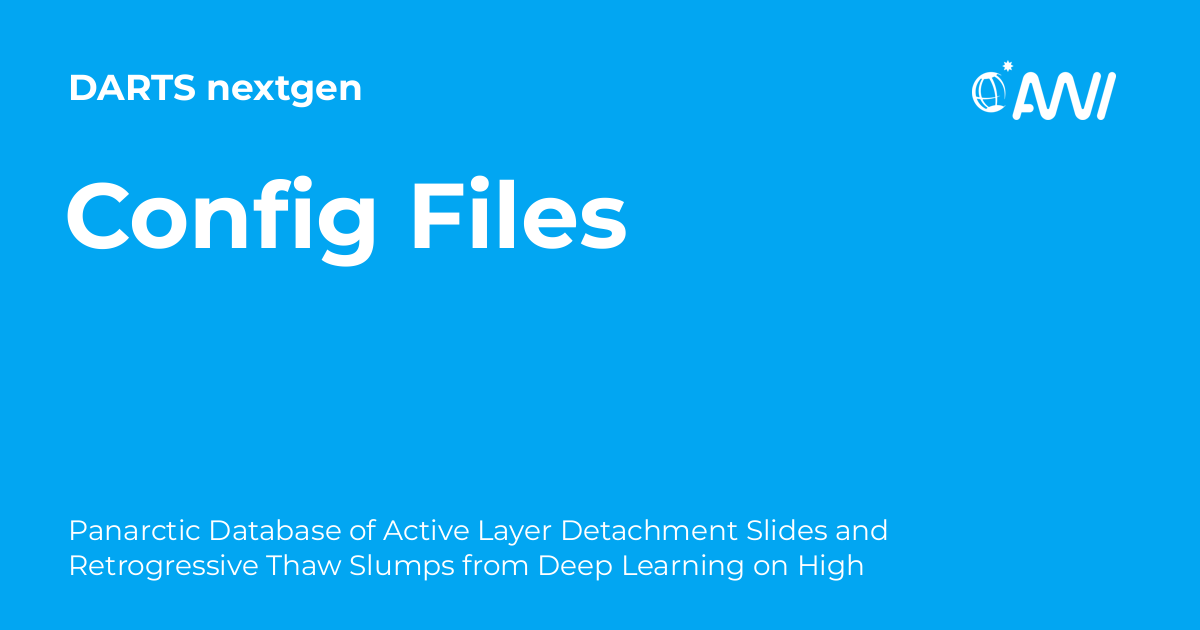 DARTS nextgen
AWI
Config Files
Panarctic Database of Active Layer Detachment Slides and
Retrogressive Thaw Slumps from Deep Learning on High